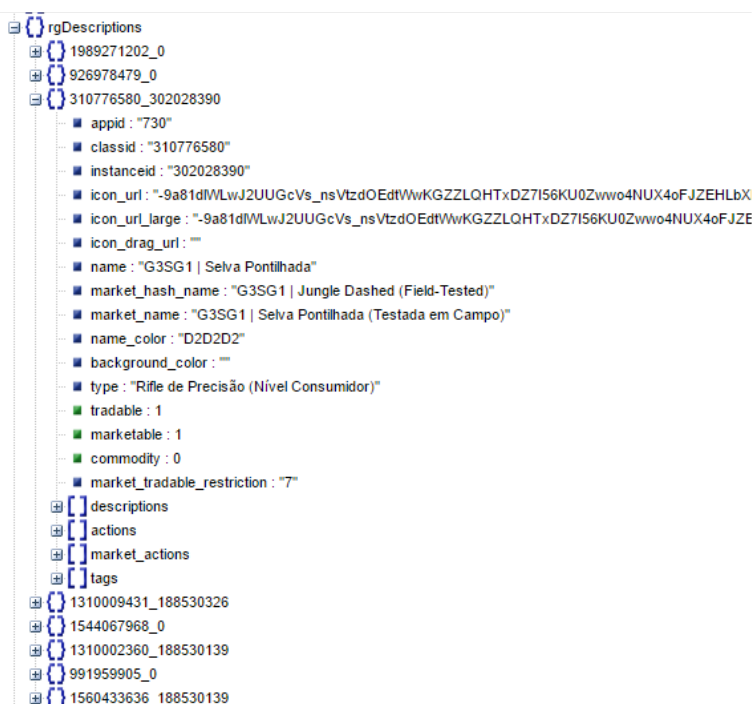 rgDescriptions
1989271202_0
926978479_0
310776580_302028390
appid : "730"
classid : "310776580"
instanceid : "302028390"
icon_url : "-9a81dlWLwJ2UUGcVs_nsVtzdOEdtWwKGZZLQHTxDZ7I56KU0Zwwo4NUX4oFJZEHLbX
icon_url_large : "-9a81dlWLwJ2UUGcVs_nsVtzdOEdtWwKGZZLQHTxDZ7I56KU0Zwwo4NUX4oFJZE
icon_drag_url : ""
name : "G3SG1 | Selva Pontilhada"
market_hash_name : "G3SG1 | Jungle Dashed (Field-Tested)"
market_name : "G3SG1 | Selva Pontilhada (Testada em Campo)"
name_color : "D2D2D2"
background_color : ""
type : "Rifle de Precisão (Nível Consumidor)"
tradable : 1
marketable : 1
commodity : 0
market_tradable_restriction : "7"
descriptions
actions
market_actions
tags
1310009431_188530326
1544067968_0
1310002360_188530139
991959905_0
1560433636_188530139